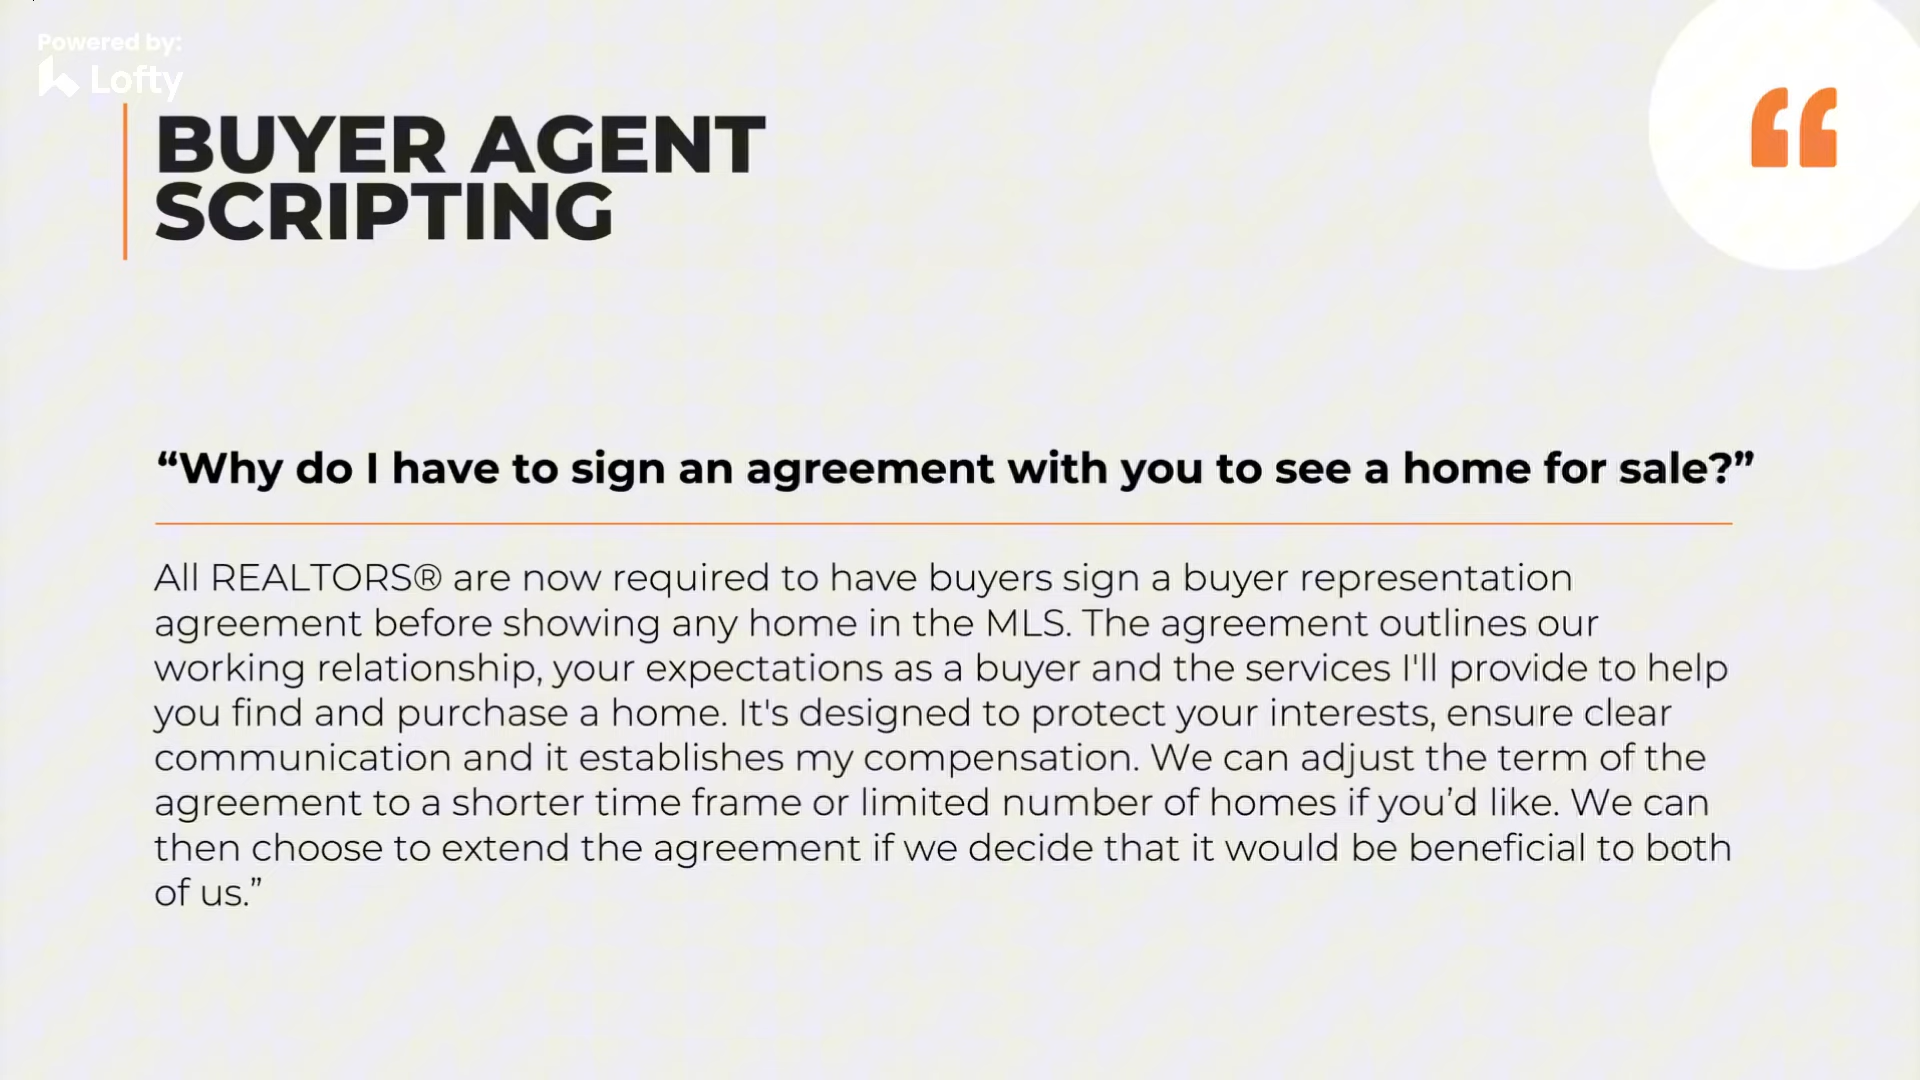 Powered by:
Lofty
BUYER AGENT
SCRIPTING
“
“Why do I have to sign an agreement with you to see a home for sale?”
All REALTORS® are now required to have buyers sign a buyer representation
agreement before showing any home in the MLS. The agreement outlines our
working relationship, your expectations as a buyer and the services I'll provide to help
you find and purchase a home. It's designed to protect your interests, ensure clear
communication and it establishes my compensation. We can adjust the term of the
agreement to a shorter time frame or limited number of homes if you’d like. We can
then choose to extend the agreement if we decide that it would be beneficial to both
of us.”